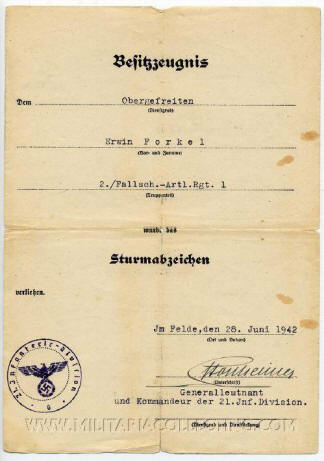 Besitzzeugnis
Dem Obergefreiten
(Dienstgrad)
Erwin Forkel
(Vor- und Zuname)
2./Fallsch.-Artl.Rgt. 1
(Truppenteil)
wurde das
Sturmabzeichen
verliehen.
Jm Felde,den 28. Juni 1942
(Ort und Datum)
(Unterschrift)
Generalleutnant
und Kommandeur der 21.Jnf.Division.
(Dienstgrad und Dienststellung)
21. Infanterie-Division
WWW.MILITARIACOLLECTING.COM